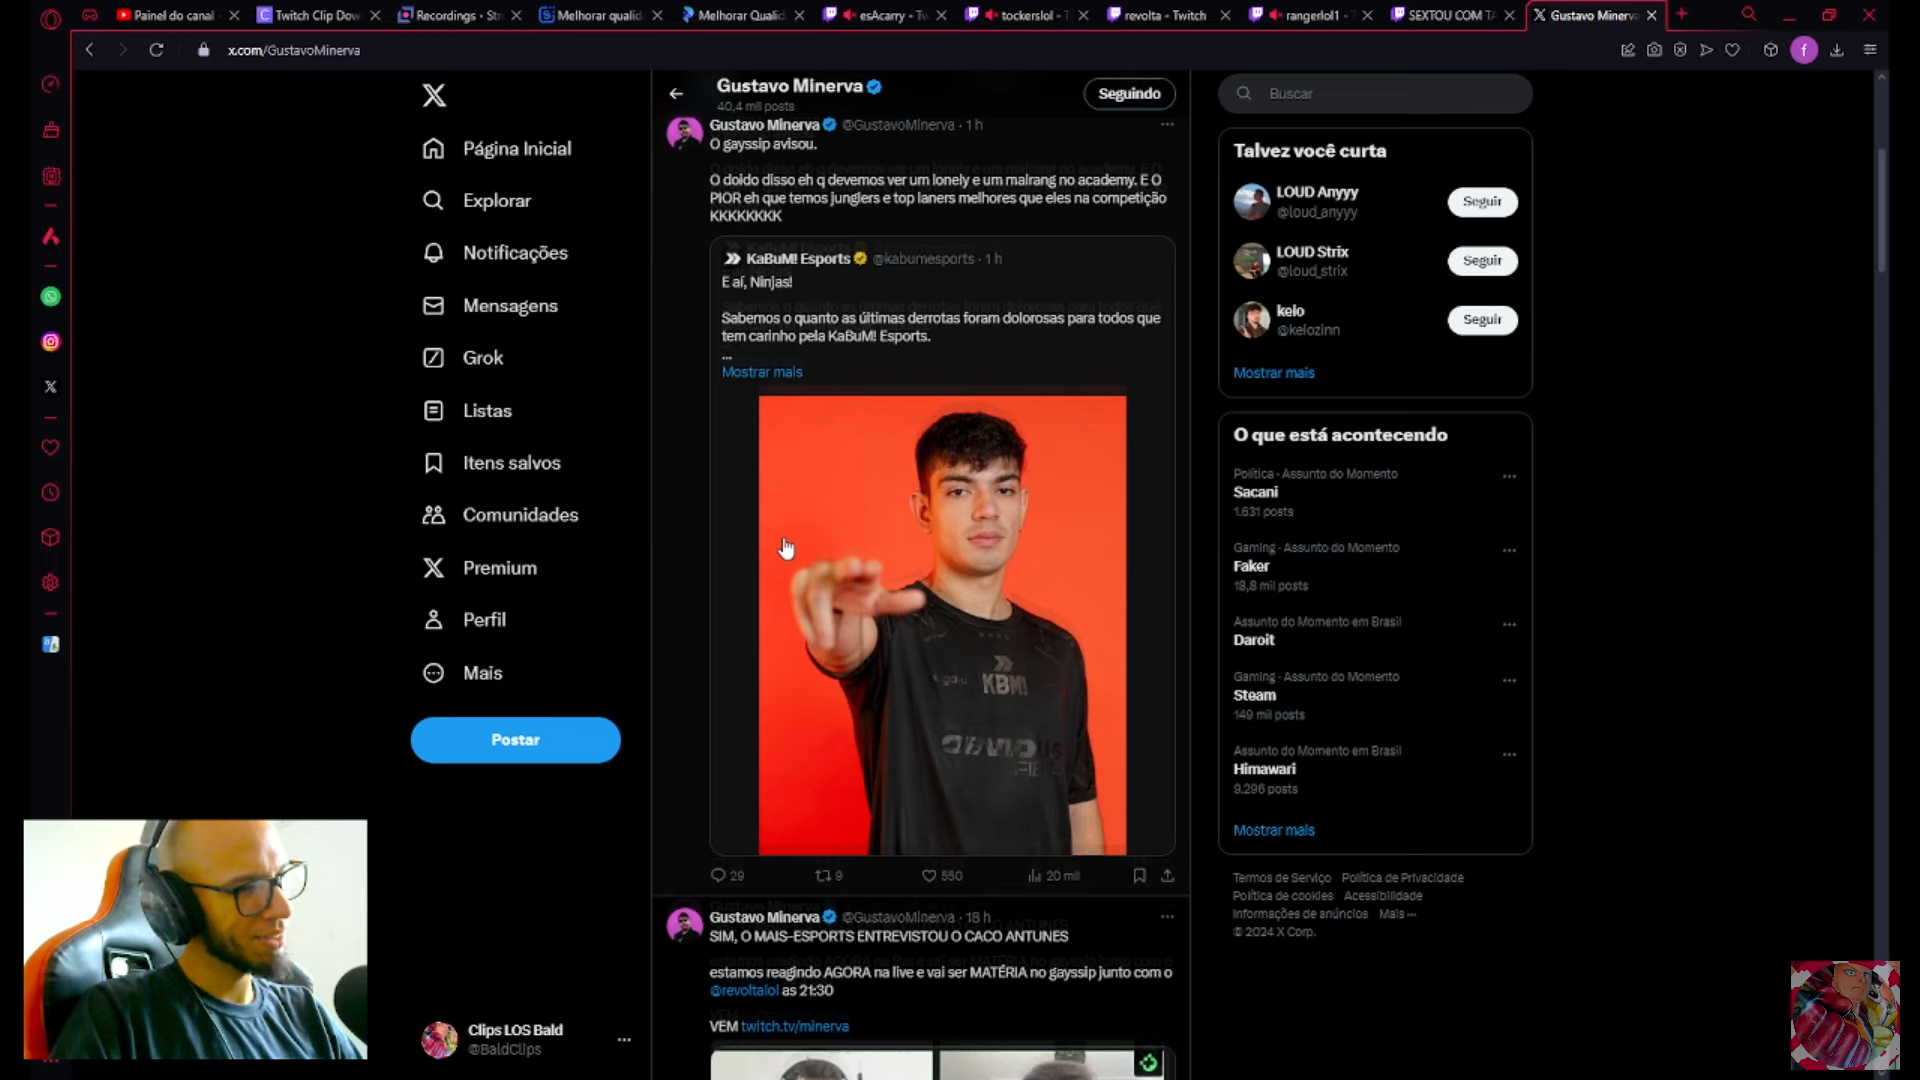 Painel do canal
Twitch Clip Dow
Recordings - Str
Melhorar qualid
Melhorar Qualid
esAcarry - Tw
tockerslol - T
revolta - Twitch
rangerlol1 -
SEXTOU COM TA
Gustavo Minerva
x.com/GustavoMinerva
f
Página Inicial
Explorar
Notificações
Mensagens
Grok
Listas
Itens salvos
Comunidades
Premium
Perfil
Mais
Postar
Clips LOS Bald
@BaldClips
Gustavo Minerva
40,4 mil posts
Seguindo
Gustavo Minerva @GustavoMinerva · 1 h
O gayssip avisou.
O doido disso eh q devemos ver um lonely e um malrang no academy. E O
PIOR eh que temos junglers e top laners melhores que eles na competição
KKKKKKKK
KaBuM! Esports @kabumesports · 1 h
E aí, Ninjas!
Sabemos o quanto as últimas derrotas foram dolorosas para todos que
tem carinho pela KaBuM! Esports.
...
Mostrar mais
KBM!
29
9
550
20 mil
Gustavo Minerva @GustavoMinerva · 18 h
SIM, O MAIS-ESPORTS ENTREVISTOU O CACO ANTUNES
estamos reagindo AGORA na live e vai ser MATÉRIA no gayssip junto com o
@revoltalol as 21:30
VEM twitch.tv/minerva
Buscar
Talvez você curta
LOUD Anyyy
@loud_anyyy
Seguir
LOUD Strix
@loud_strix
Seguir
kelo
@kelozinn
Seguir
Mostrar mais
O que está acontecendo
Política · Assunto do Momento
Sacani
1.631 posts
Gaming · Assunto do Momento
Faker
18,8 mil posts
Assunto do Momento em Brasil
Daroit
Gaming · Assunto do Momento
Steam
149 mil posts
Assunto do Momento em Brasil
Himawari
9.296 posts
Mostrar mais
Termos de Serviço Política de Privacidade
Política de cookies Acessibilidade
Informações de anúncios Mais ···
© 2024 X Corp.